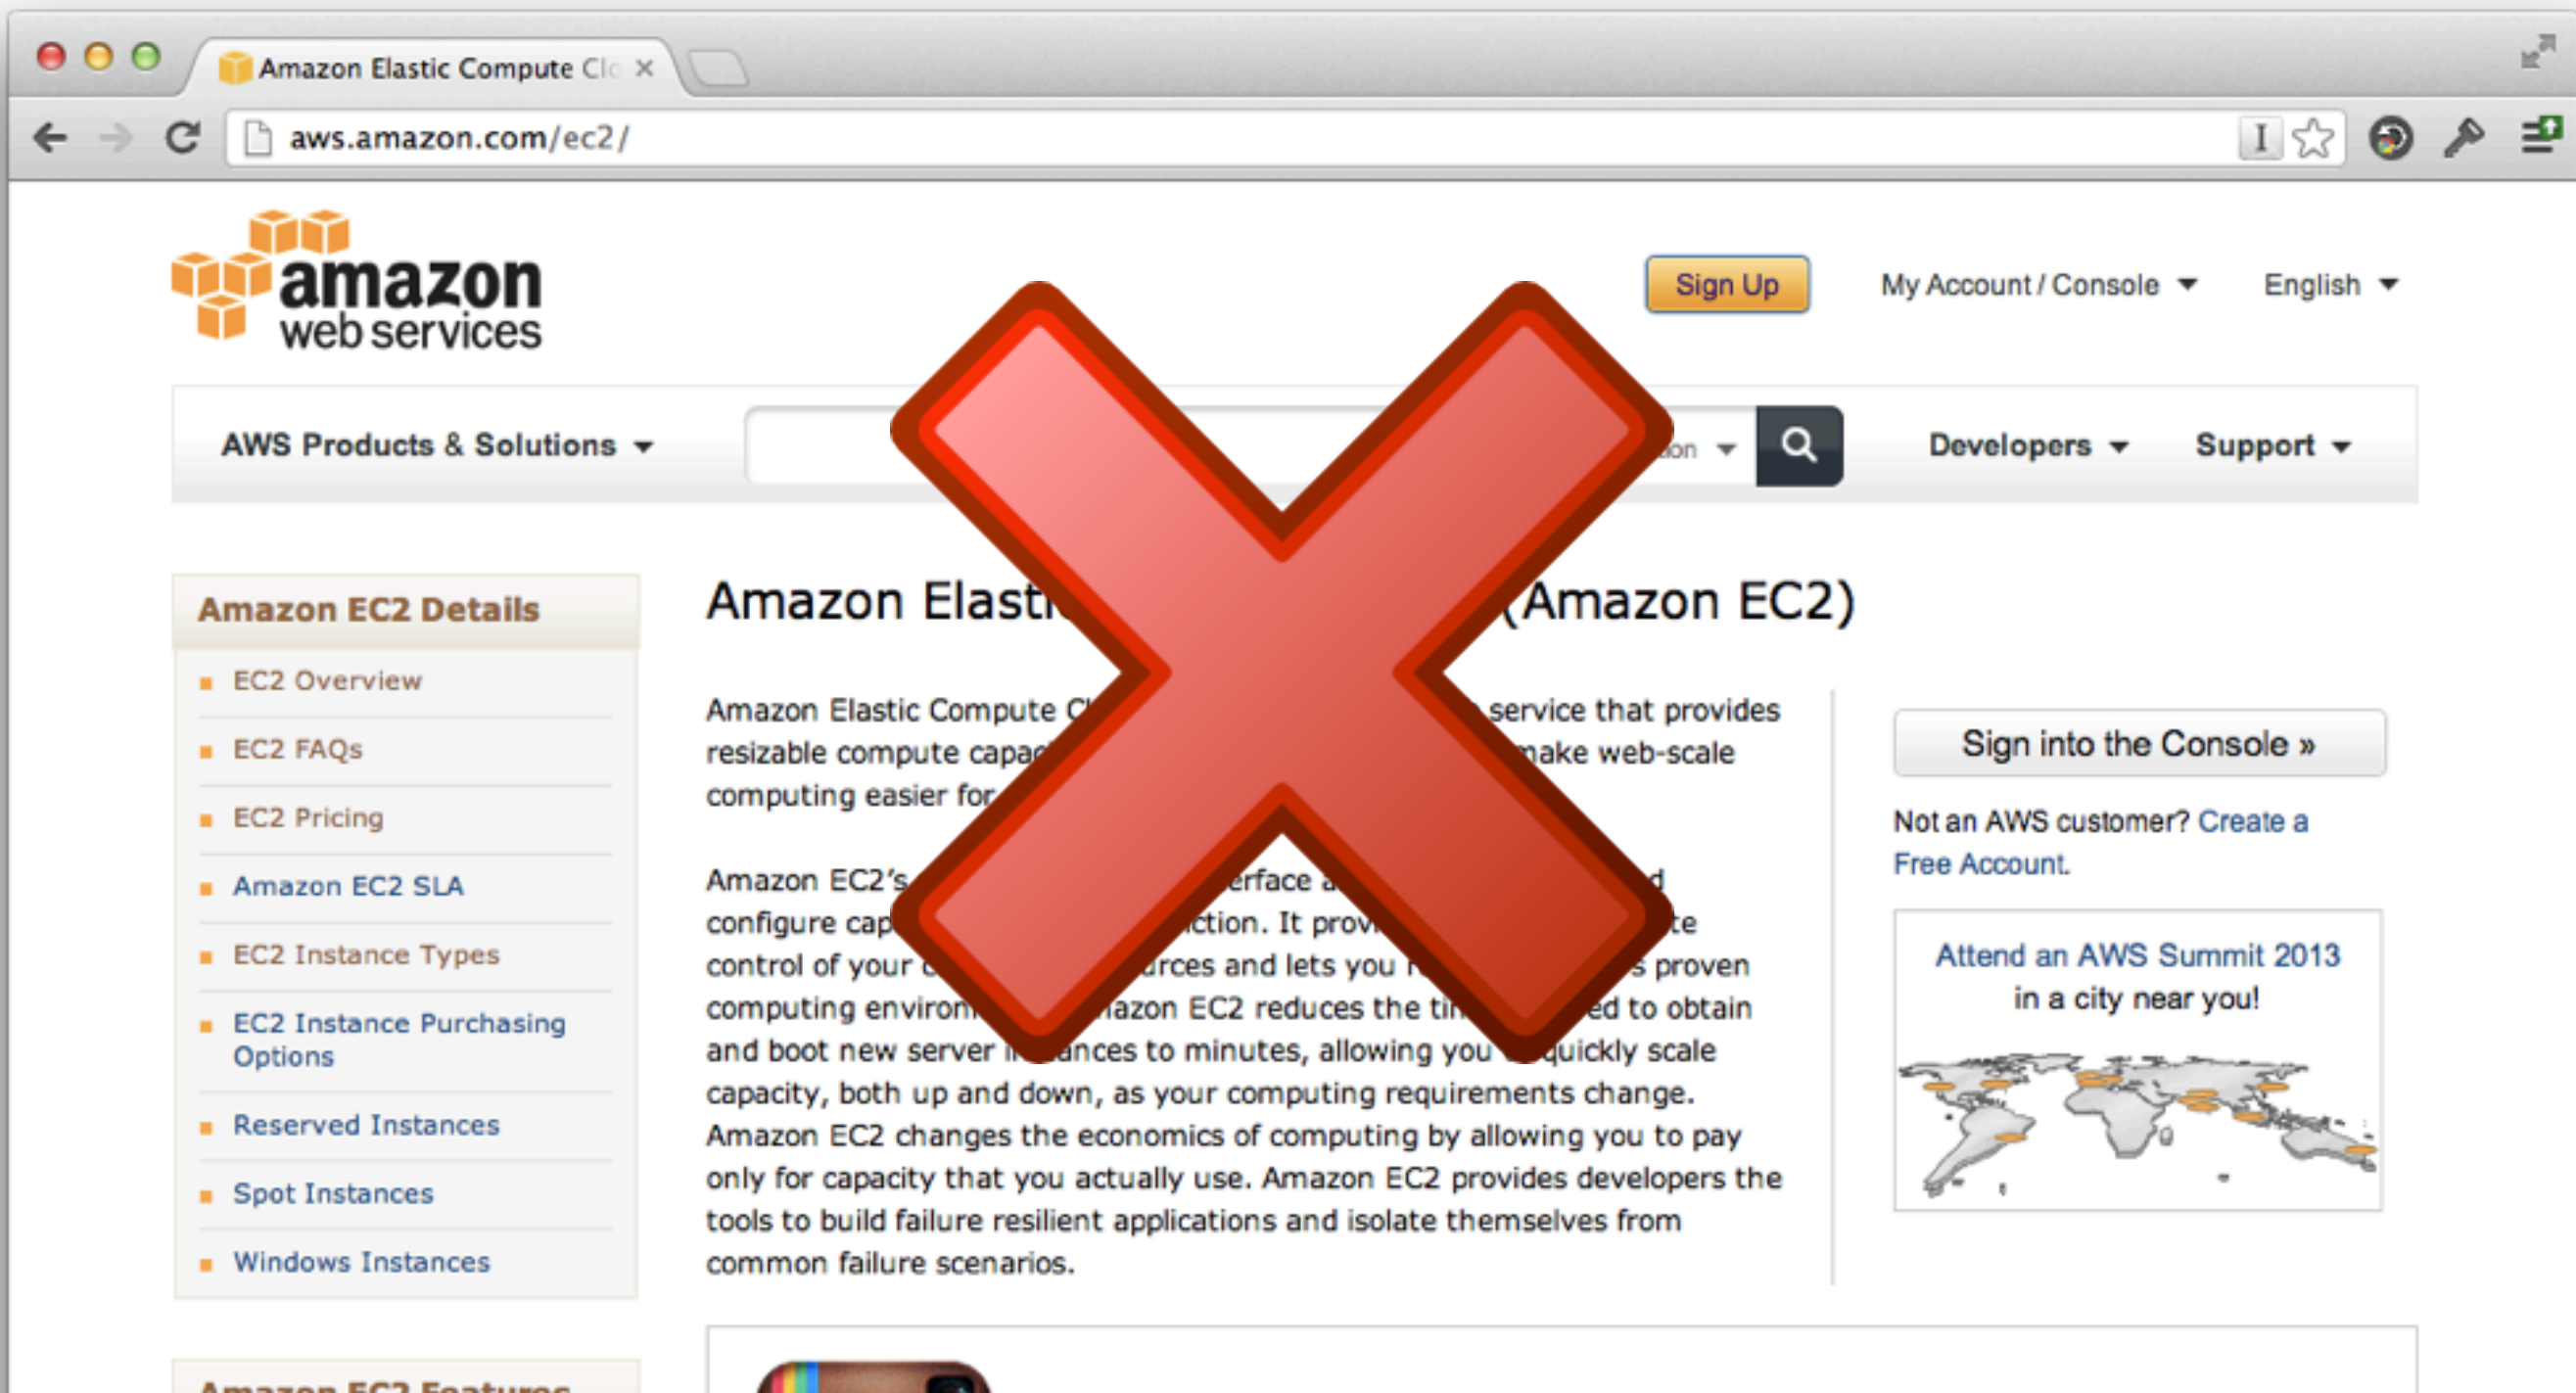 Amazon Elastic Compute Clo
aws.amazon.com/ec2/
amazon
web services
Sign Up
My Account / Console
English
AWS Products & Solutions
Developers
Support
Amazon EC2 Details
EC2 Overview
EC2 FAQs
EC2 Pricing
Amazon EC2 SLA
EC2 Instance Types
EC2 Instance Purchasing
Options
Reserved Instances
Spot Instances
Windows Instances
Amazon EC2 Features
Amazon (Amazon EC2)
Amazon Elastic Compute service that provides
resizable compute make web-scale
computing easier for
Amazon EC2's
configure It
control of your and lets you proven
computing EC2 reduces the to obtain
and boot new server to minutes, allowing you quickly scale
capacity, both up and down, as your computing requirements change.
Amazon EC2 changes the economics of computing by allowing you to pay
only for capacity that you actually use. Amazon EC2 provides developers the
tools to build failure resilient applications and isolate themselves from
common failure scenarios.
Sign into the Console »
Not an AWS customer? Create a
Free Account.
Attend an AWS Summit 2013
in a city near you!